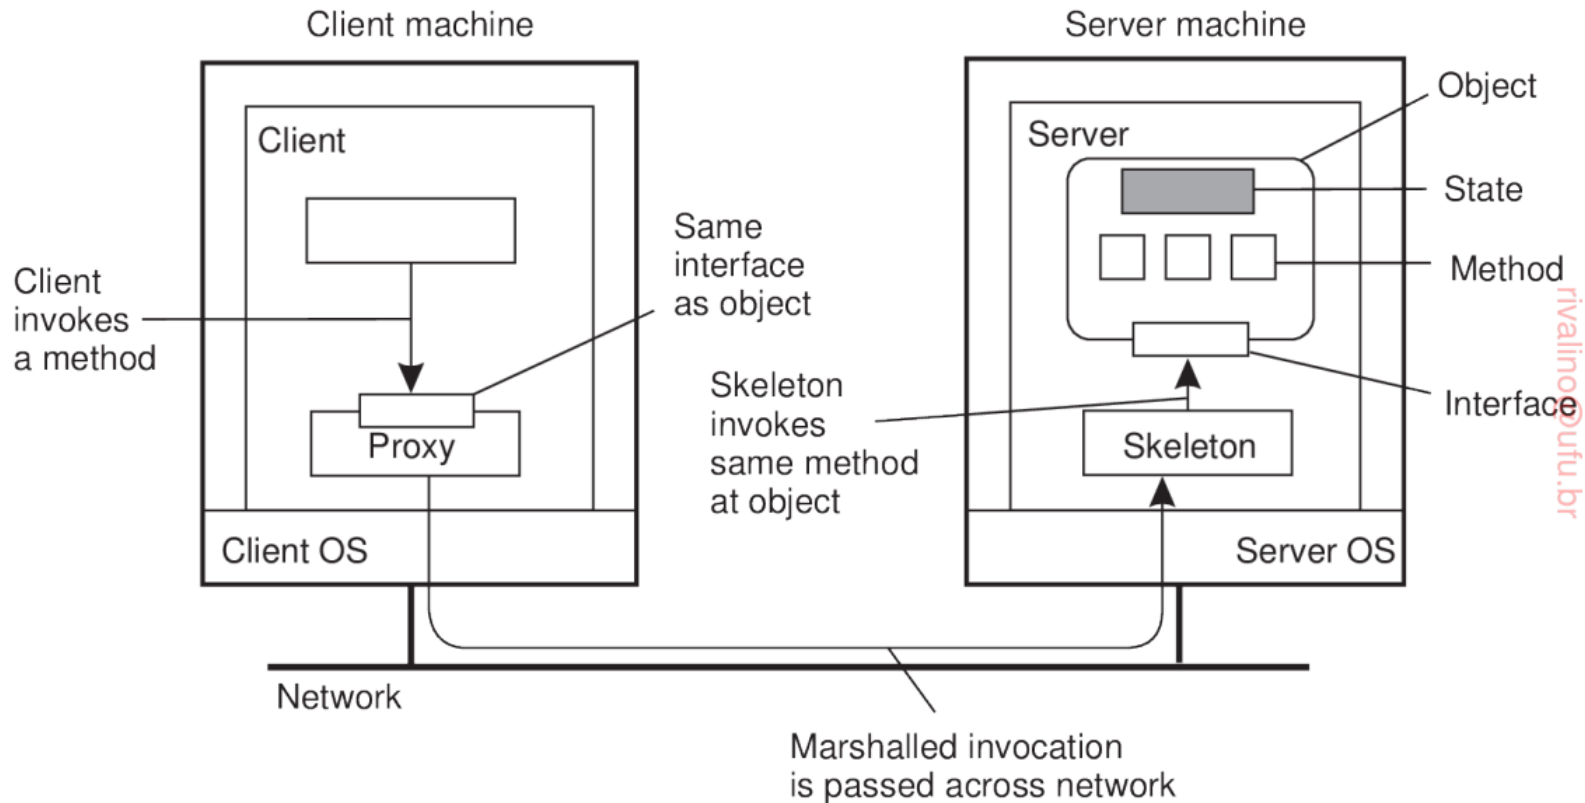 Client machine
Server machine
Client
Server
Object
State
Method
Interface
Same
interface
as object
Client
invokes
a method
Proxy
Skeleton
invokes
same method
at object
Skeleton
Client OS
Server OS
Network
Marshalled invocation
is passed across network
rivalino@ufu.br